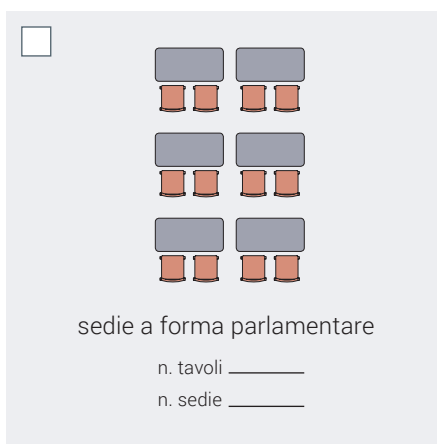 sedie a forma parlamentare
n. tavoli
n. sedie